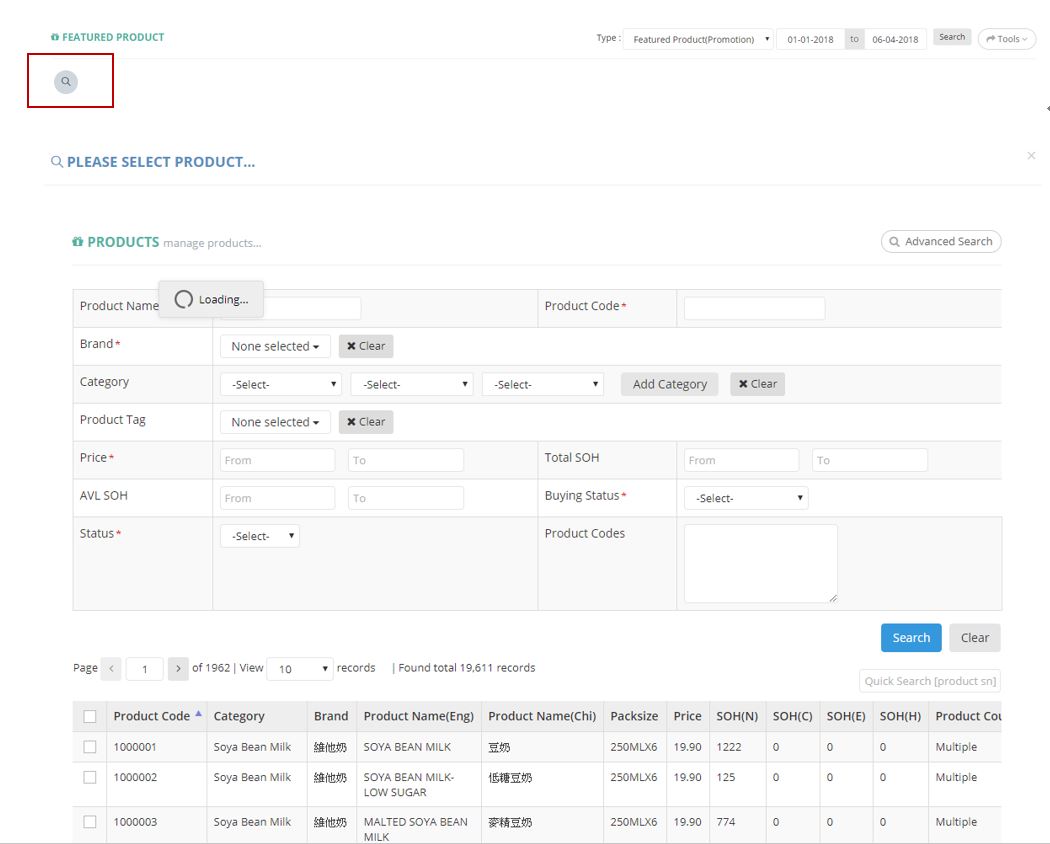 FEATURED PRODUCT
Type : Featured Product(Promotion) 01-01-2018 to 06-04-2018 Search Tools
PLEASE SELECT PRODUCT...
PRODUCTS manage products...
Advanced Search
Loading...
Product Name
Product Code*
Brand* None selected Clear
Category -Select- -Select- -Select- Add Category Clear
Product Tag None selected Clear
Price* From To Total SOH From To
AVL SOH From To Buying Status* -Select-
Status* -Select- Product Codes
Search Clear
Page < 1 > of 1962 | View 10 records | Found total 19,611 records
Quick Search [product sn]
Product Code Category Brand Product Name(Eng) Product Name(Chi) Packsize Price SOH(N) SOH(C) SOH(E) SOH(H) Product Cou
1000001 Soya Bean Milk 維他奶 SOYA BEAN MILK 豆奶 250MLX6 19.90 1222 0 0 0 Multiple
1000002 Soya Bean Milk 維他奶 SOYA BEAN MILK- 低糖豆奶 250MLX6 19.90 125 0 0 0 Multiple
LOW SUGAR
1000003 Soya Bean Milk 維他奶 MALTED SOYA BEAN 麥精豆奶 250MLX6 19.90 774 0 0 0 Multiple
MILK